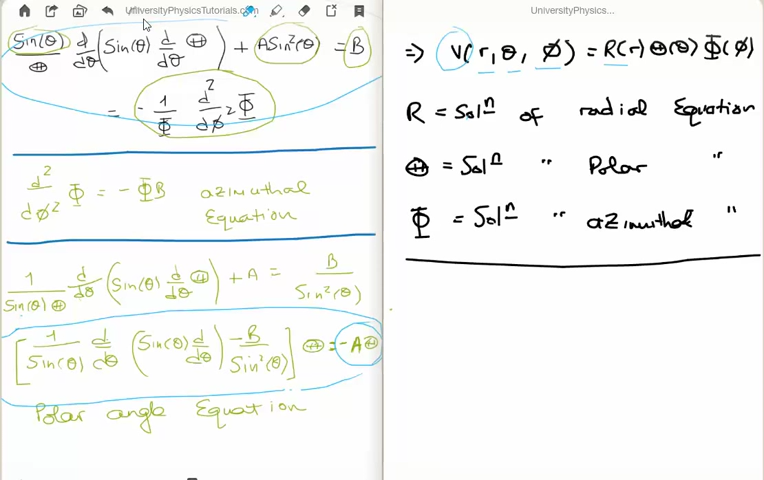 UniversityPhysicsTutorials.com
Sin(θ)/Θ d/dθ (Sin(θ) d/dθ Θ) + ASin²(θ) = B
= - 1/Φ d²/dϕ² Φ
d²/dϕ² Φ = - ΦB azimuthal
Equation
1/Sin(θ)Θ d/dθ (Sin(θ) d/dθ Θ) + A = B/Sin²(θ)
[1/Sin(θ) d/dθ (Sin(θ) d/dθ) - B/Sin²(θ)] Θ = -AΘ
Polar angle Equation
UniversityPhysics...
⇒ V(r, θ, ϕ) = R(r) Θ(θ) Φ(ϕ)
R = Solⁿ of radial Equation
Θ = Solⁿ " Polar "
Φ = Solⁿ " azimuthal "